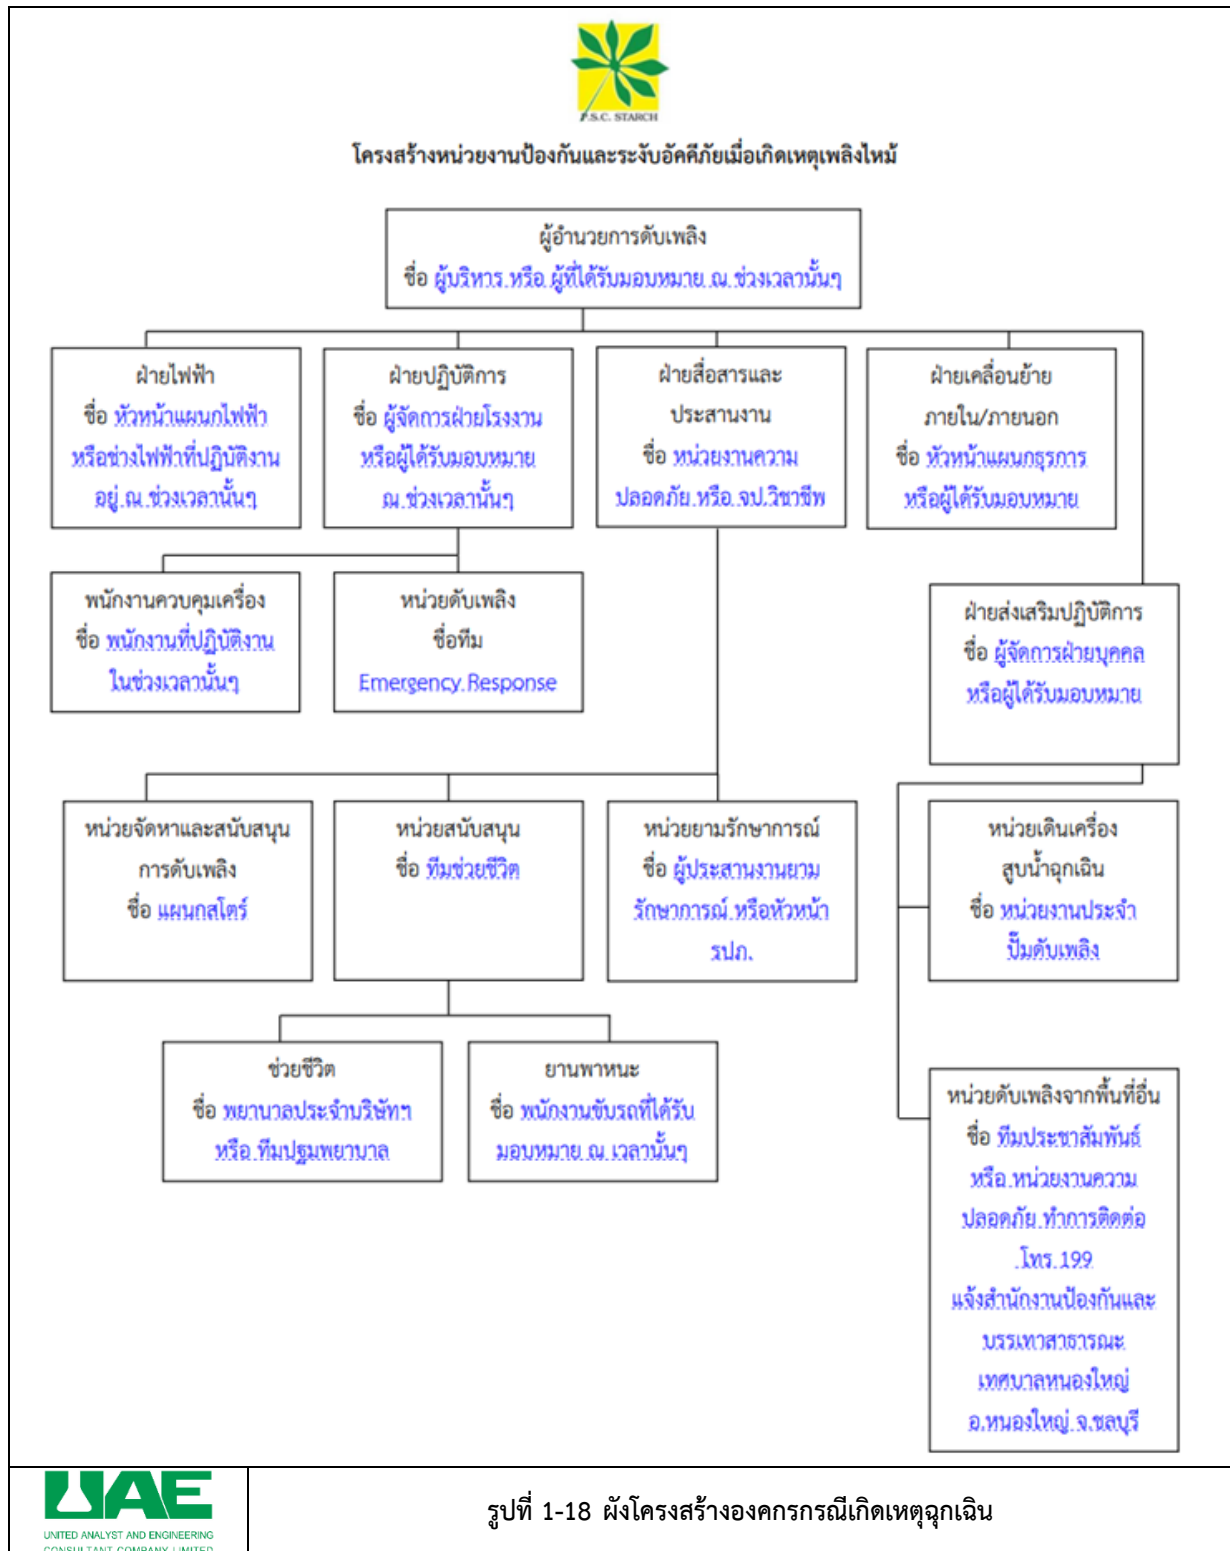 P.S.C. STARCH
โครงสร้างหน่วยงานป้องกันและระงับอัคคีภัยเมื่อเกิดเหตุเพลิงไหม้
ผู้อำนวยการดับเพลิง
ชื่อ ผู้บริหาร หรือ ผู้ที่ได้รับมอบหมาย ณ ช่วงเวลานั้นๆ
ฝ่ายไฟฟ้า
ชื่อ หัวหน้าแผนกไฟฟ้า
หรือช่างไฟฟ้าที่ปฏิบัติงาน
อยู่ ณ ช่วงเวลานั้นๆ
ฝ่ายปฏิบัติการ
ชื่อ ผู้จัดการฝ่ายโรงงาน
หรือผู้ได้รับมอบหมาย
ณ ช่วงเวลานั้นๆ
ฝ่ายสื่อสารและ
ประสานงาน
ชื่อ หน่วยงานความ
ปลอดภัย หรือ จป.วิชาชีพ
ฝ่ายเคลื่อนย้าย
ภายใน/ภายนอก
ชื่อ หัวหน้าแผนกธุรการ
หรือผู้ได้รับมอบหมาย
พนักงานควบคุมเครื่อง
ชื่อ พนักงานที่ปฏิบัติงาน
ในช่วงเวลานั้นๆ
หน่วยดับเพลิง
ชื่อทีม
Emergency Response
ฝ่ายส่งเสริมปฏิบัติการ
ชื่อ ผู้จัดการฝ่ายบุคคล
หรือผู้ได้รับมอบหมาย
หน่วยจัดหาและสนับสนุน
การดับเพลิง
ชื่อ แผนกสโตร์
หน่วยสนับสนุน
ชื่อ ทีมช่วยชีวิต
หน่วยยามรักษาการณ์
ชื่อ ผู้ประสานงานยาม
รักษาการณ์ หรือหัวหน้า
รปภ.
หน่วยเดินเครื่อง
สูบน้ำฉุกเฉิน
ชื่อ หน่วยงานประจำ
ปั๊มดับเพลิง
ช่วยชีวิต
ชื่อ พยาบาลประจำบริษัทฯ
หรือ ทีมปฐมพยาบาล
ยานพาหนะ
ชื่อ พนักงานขับรถที่ได้รับ
มอบหมาย ณ เวลานั้นๆ
หน่วยดับเพลิงจากพื้นที่อื่น
ชื่อ ทีมประชาสัมพันธ์
หรือ หน่วยงานความ
ปลอดภัย ทำการติดต่อ
โทร 199
แจ้งสำนักงานป้องกันและ
บรรเทาสาธารณะ
เทศบาลหนองใหญ่
อ.หนองใหญ่ จ.ชลบุรี
UAE
UNITED ANALYST AND ENGINEERING
CONSULTANT COMPANY LIMITED
รูปที่ 1-18 ผังโครงสร้างองคกรกรณีเกิดเหตุฉุกเฉิน